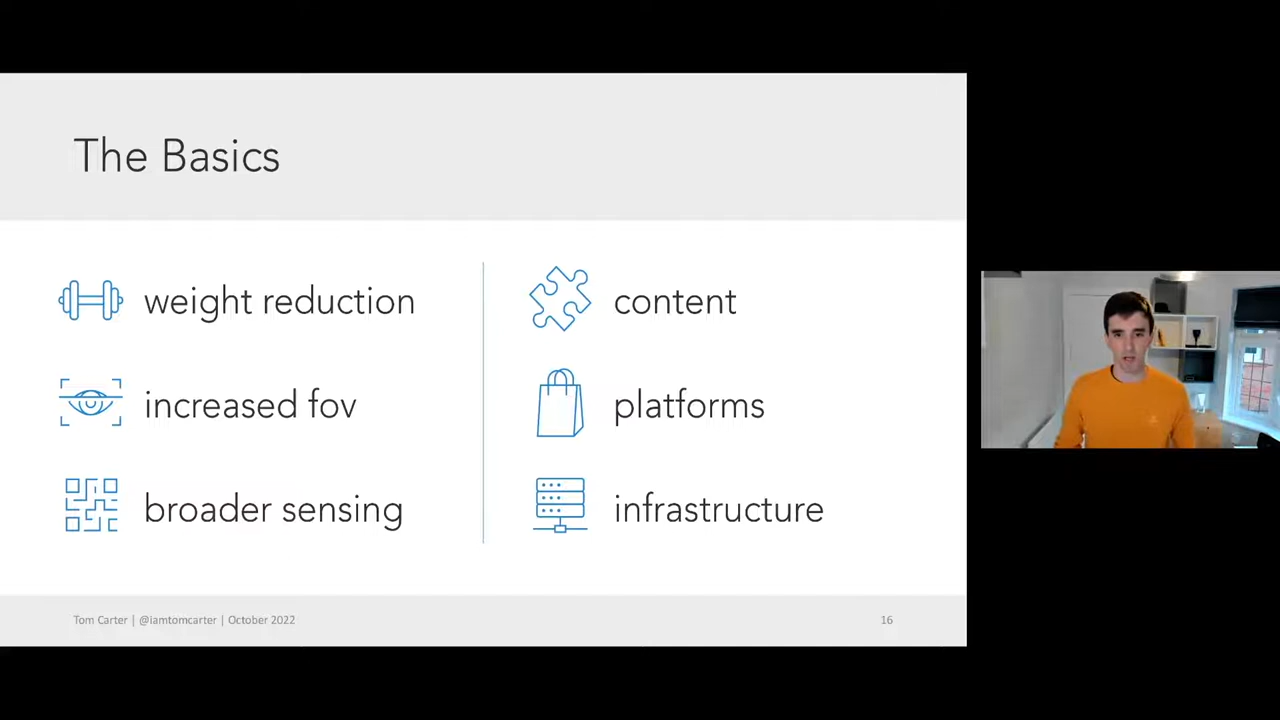 The Basics
weight reduction
increased fov
broader sensing
content
platforms
infrastructure
Tom Carter | @iamtomcarter | October 2022
16